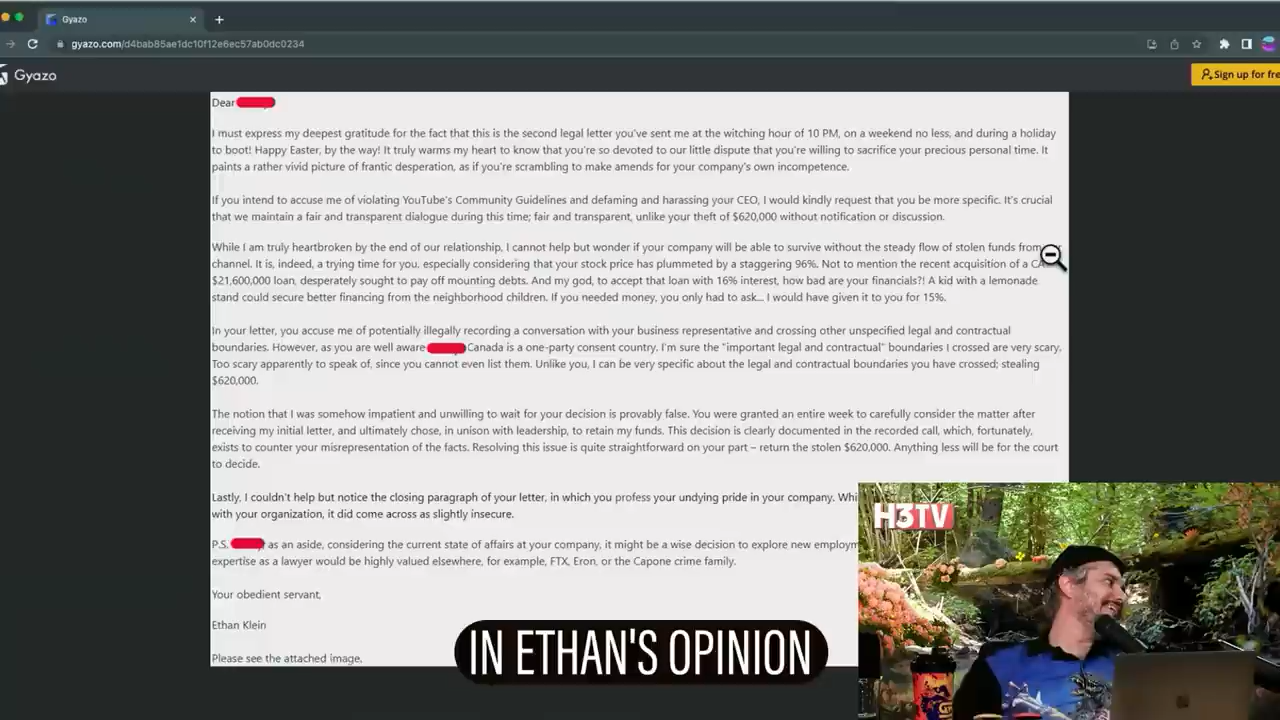 Gyazo
gyazo.com/d4bab85ae1dc10f12e6ec57ab0dc0234
Gyazo
Sign up for fre
Dear
I must express my deepest gratitude for the fact that this is the second legal letter you've sent me at the witching hour of 10 PM, on a weekend no less, and during a holiday
to boot! Happy Easter, by the way! It truly warms my heart to know that you're so devoted to our little dispute that you're willing to sacrifice your precious personal time. It
paints a rather vivid picture of frantic desperation, as if you're scrambling to make amends for your company's own incompetence.
If you intend to accuse me of violating YouTube's Community Guidelines and defaming and harassing your CEO, I would kindly request that you be more specific. It's crucial
that we maintain a fair and transparent dialogue during this time; fair and transparent, unlike your theft of $620,000 without notification or discussion.
While I am truly heartbroken by the end of our relationship, I cannot help but wonder if your company will be able to survive without the steady flow of stolen funds from
channel. It is, indeed, a trying time for you, especially considering that your stock price has plummeted by a staggering 96%. Not to mention the recent acquisition of a
$21,600,000 loan, desperately sought to pay off mounting debts. And my god, to accept that loan with 16% interest, how bad are your financials?! A kid with a lemonade
stand could secure better financing from the neighborhood children. If you needed money, you only had to ask... I would have given it to you for 15%.
In your letter, you accuse me of potentially illegally recording a conversation with your business representative and crossing other unspecified legal and contractual
boundaries. However, as you are well aware Canada is a one-party consent country. I'm sure the "important legal and contractual" boundaries I crossed are very scary.
Too scary apparently to speak of, since you cannot even list them. Unlike you, I can be very specific about the legal and contractual boundaries you have crossed; stealing
$620,000.
The notion that I was somehow impatient and unwilling to wait for your decision is provably false. You were granted an entire week to carefully consider the matter after
receiving my initial letter, and ultimately chose, in unison with leadership, to retain my funds. This decision is clearly documented in the recorded call, which, fortunately,
exists to counter your misrepresentation of the facts. Resolving this issue is quite straightforward on your part – return the stolen $620,000. Anything less will be for the court
to decide.
Lastly, I couldn't help but notice the closing paragraph of your letter, in which you profess your undying pride in your company.
with your organization, it did come across as slightly insecure.
P.S. as an aside, considering the current state of affairs at your company, it might be a wise decision to explore new
expertise as a lawyer would be highly valued elsewhere, for example, FTX, Eron, or the Capone crime family.
Your obedient servant,
Ethan Klein
Please see the attached image.
H3TV
IN ETHAN'S OPINION